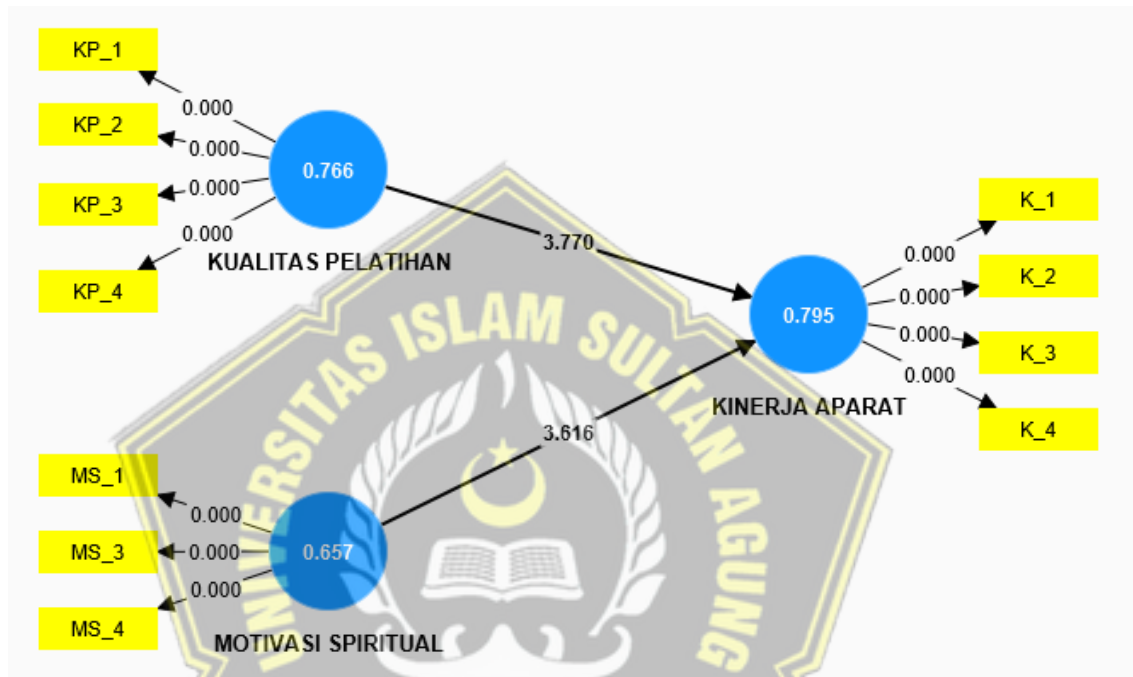 KP_1
0.000
KP_2
0.000
0.766
KP_3
0.000
0.000
KP_4
KUALITAS PELATIHAN
3.770
K_1
0.000
K_2
0.000
0.795
K_3
0.000
0.000
K_4
KINERJA APARAT
3.616
MS_1
0.000
MS_3
0.000
0.657
0.000
MS_4
MOTIVASI SPIRITUAL
UNIVERSITAS ISLAM SULTAN AGUNG